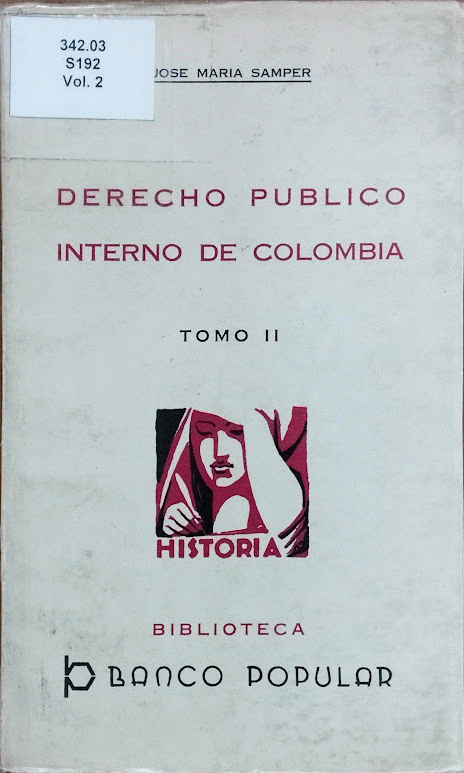 342.03
S192
Vol. 2
JOSE MARIA SAMPER
DERECHO PUBLICO
INTERNO DE COLOMBIA
TOMO II
HISTORIA
BIBLIOTECA
bp BANCO POPULAR